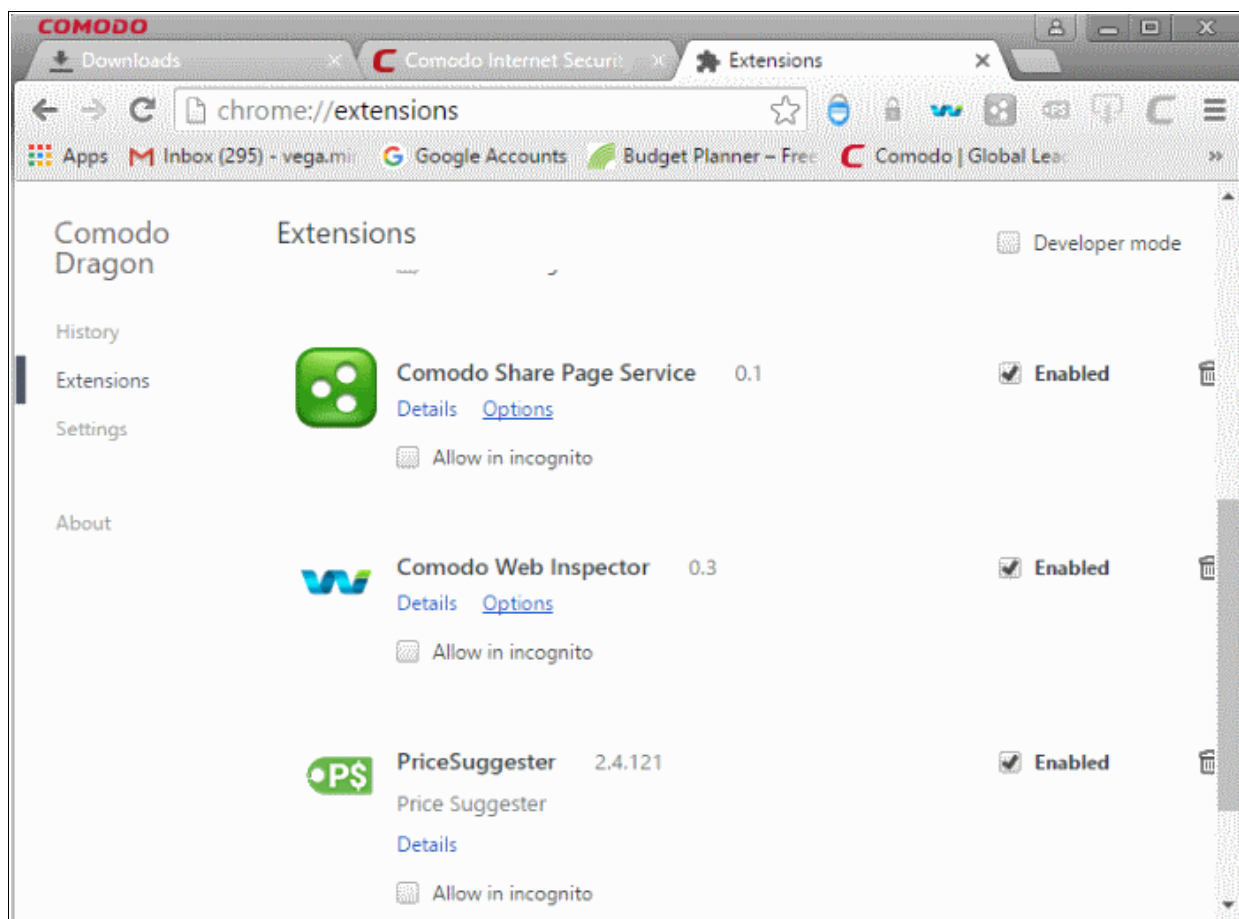 COMODO
Downloads
Comodo Internet Securit
Extensions
chrome://extensions
Apps
Inbox (295) - vega.mi
Google Accounts
Budget Planner – Free
Comodo | Global Lea
Comodo
Dragon
Extensions
Developer mode
History
Extensions
Settings
About
Comodo Share Page Service 0.1
Enabled
Details Options
Allow in incognito
Comodo Web Inspector 0.3
Enabled
Details Options
Allow in incognito
P$
PriceSuggester 2.4.121
Enabled
Price Suggester
Details
Allow in incognito